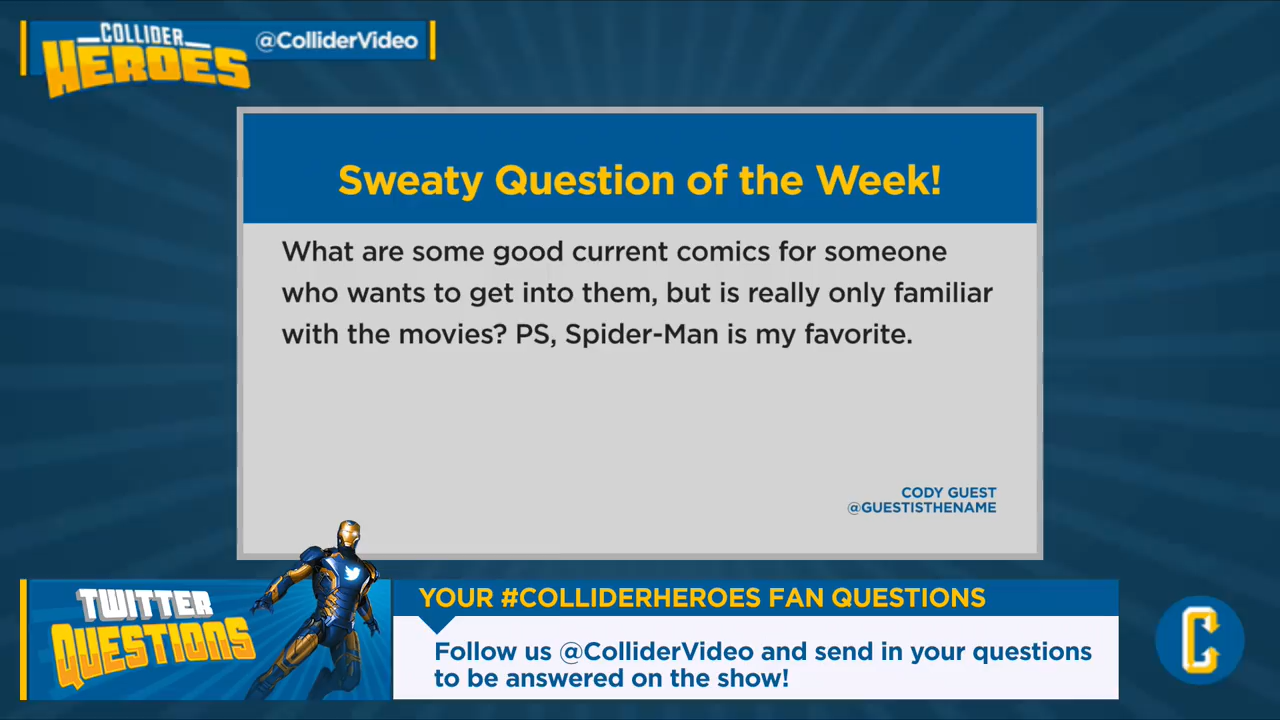 COLLIDER
HEROES
@ColliderVideo
Sweaty Question of the Week!
What are some good current comics for someone
who wants to get into them, but is really only familiar
with the movies? PS, Spider-Man is my favorite.
CODY GUEST
@GUESTISTHENAME
TWITTER
QUESTIONS
YOUR #COLLIDERHEROES FAN QUESTIONS
Follow us @ColliderVideo and send in your questions
to be answered on the show!
C